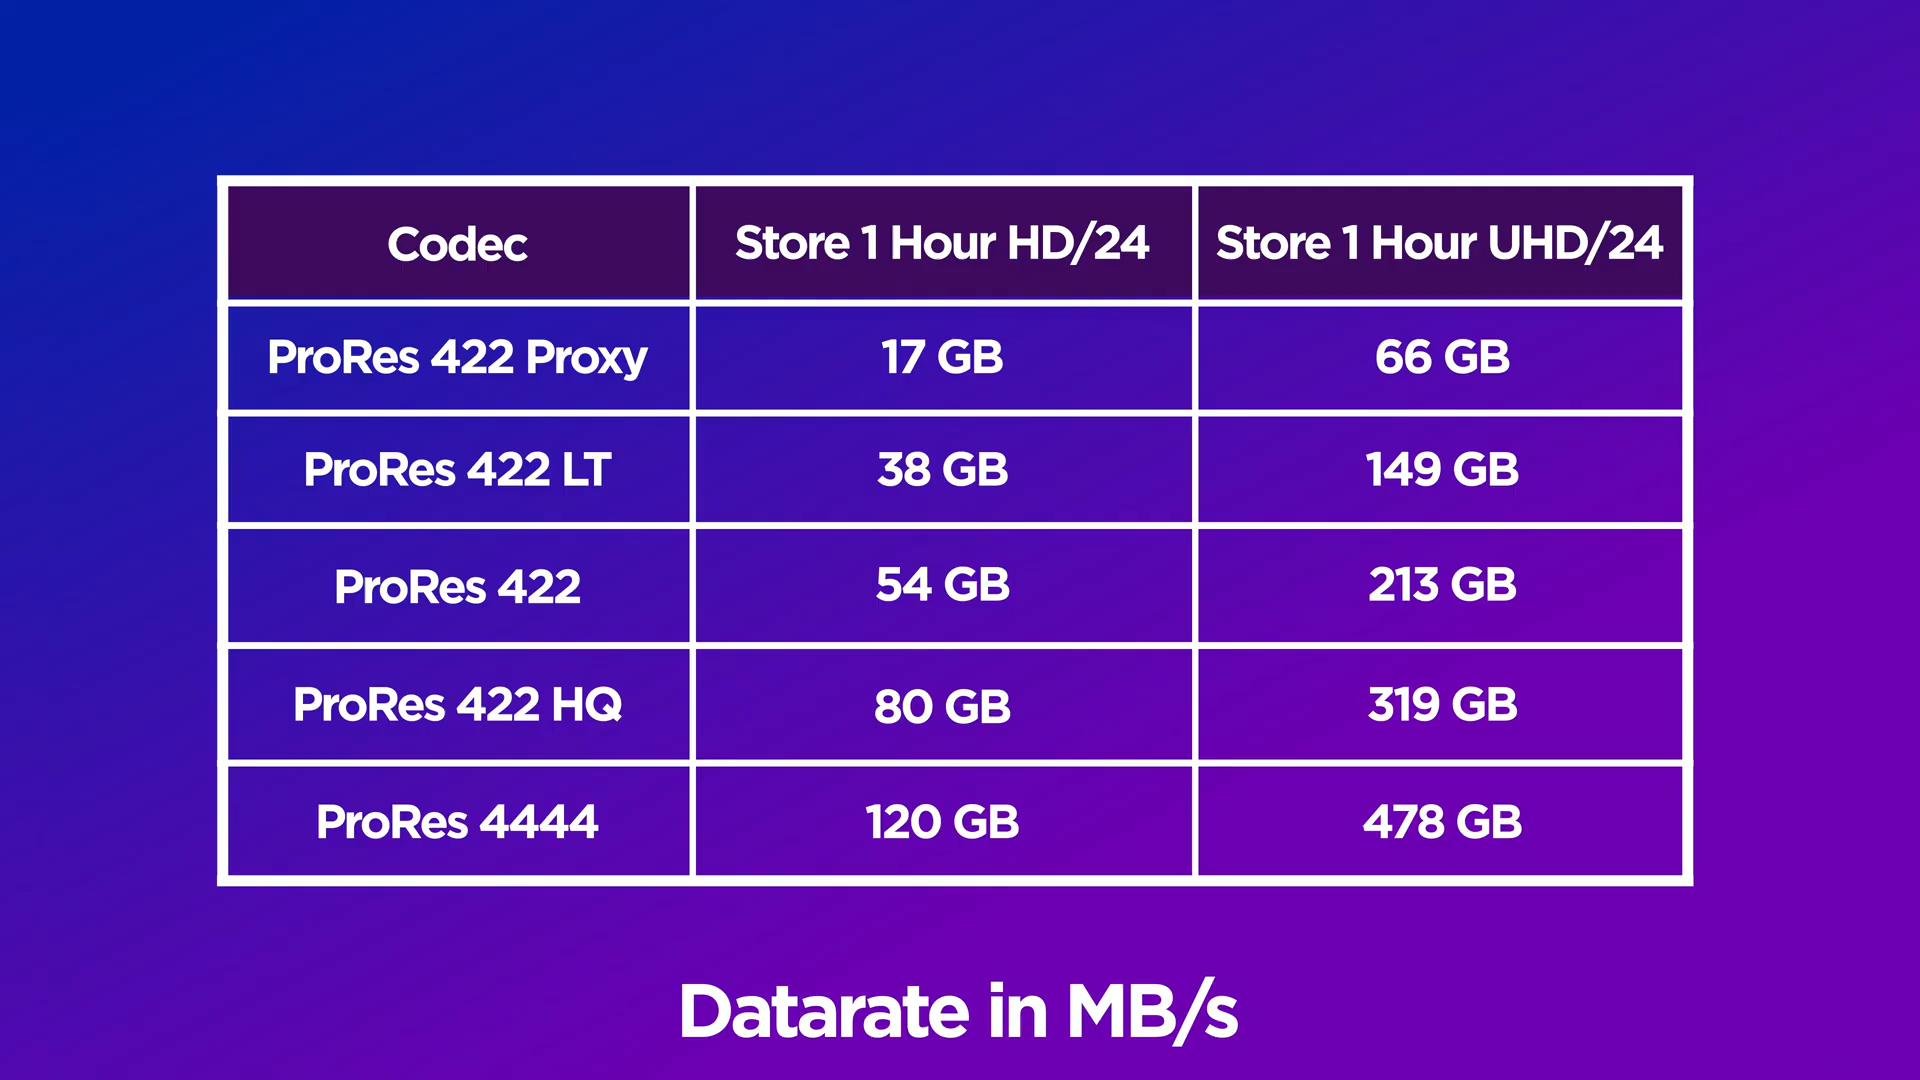 Codec Store 1 Hour HD/24 Store 1 Hour UHD/24
ProRes 422 Proxy 17 GB 66 GB
ProRes 422 LT 38 GB 149 GB
ProRes 422 54 GB 213 GB
ProRes 422 HQ 80 GB 319 GB
ProRes 4444 120 GB 478 GB
Datarate in MB/s